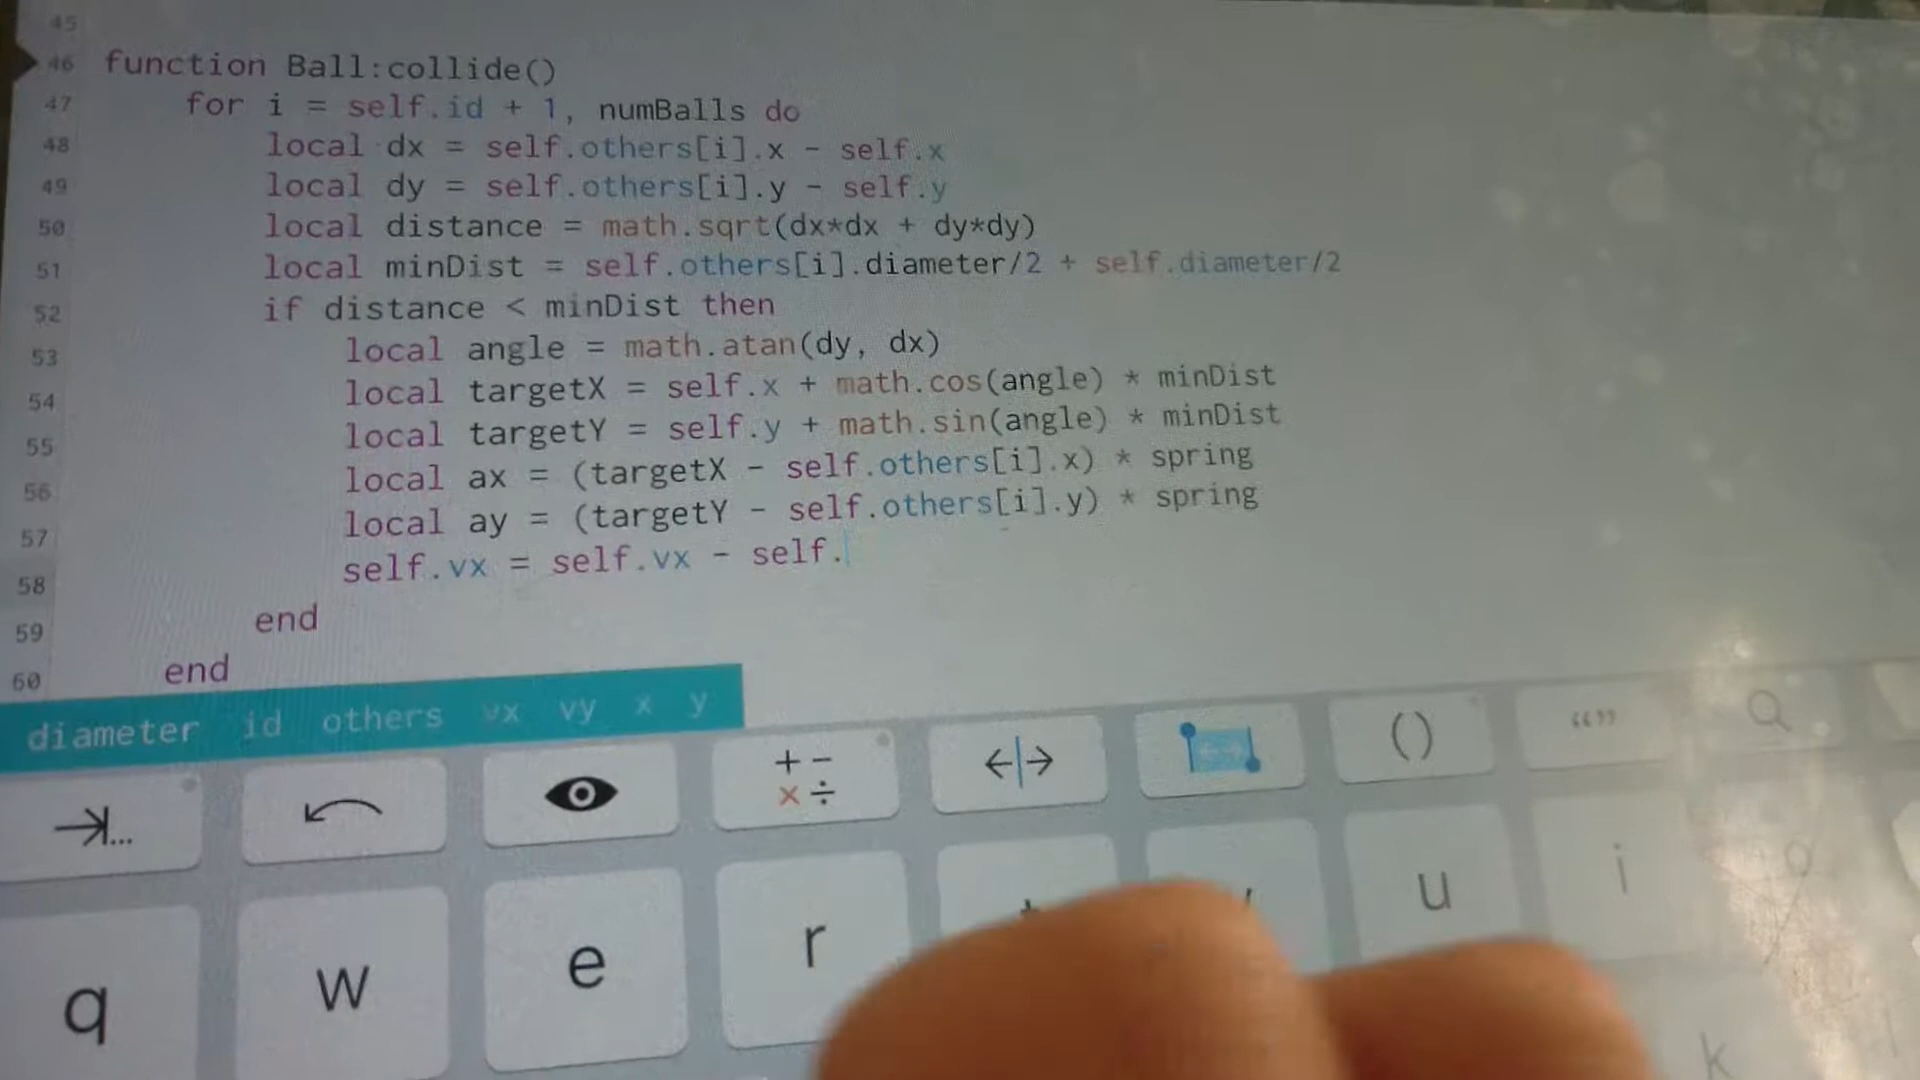 45
46 function Ball:collide()
47 for i = self.id + 1, numBalls do
48 local dx = self.others[i].x - self.x
49 local dy = self.others[i].y - self.y
50 local distance = math.sqrt(dx*dx + dy*dy)
51 local minDist = self.others[i].diameter/2 + self.diameter/2
52 if distance < minDist then
53 local angle = math.atan(dy, dx)
54 local targetX = self.x + math.cos(angle) * minDist
55 local targetY = self.y + math.sin(angle) * minDist
56 local ax = (targetX - self.others[i].x) * spring
57 local ay = (targetY - self.others[i].y) * spring
58 self.vx = self.vx - self.
59 end
60 end
diameter id others vx vy x y
+ - × ÷ () “”
q w e r u i o
k